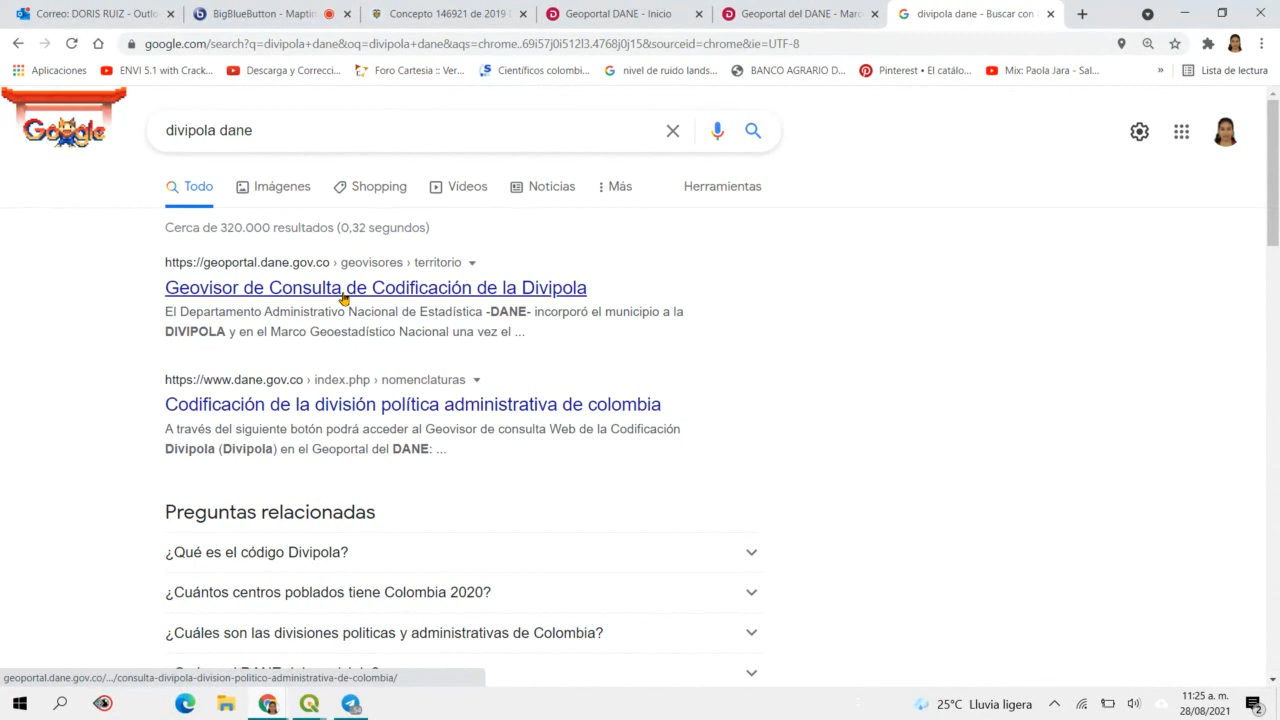 Correo: DORIS RUIZ - Outlo
BigBlueButton - Maptin
Concepto 146921 de 2019 D
Geoportal DANE - Inicio
Geoportal del DANE - Marc
divipola dane - Buscar con
google.com/search?q=divipola+dane&oq=divipola+dane&aqs=chrome..69i57j0i512l3.4768j0j15&sourceid=chrome&ie=UTF-8
Aplicaciones
ENVI 5.1 with Crack...
Descarga y Correcci...
Foro Cartesia :: Ver...
Científicos colombi...
nivel de ruido lands...
BANCO AGRARIO D...
Pinterest • El catálo...
Mix: Paola Jara - Sal...
»
Lista de lectura
Google
divipola dane
Todo
Imágenes
Shopping
Videos
Noticias
Más
Herramientas
Cerca de 320.000 resultados (0,32 segundos)
https://geoportal.dane.gov.co › geovisores › territorio
Geovisor de Consulta de Codificación de la Divipola
El Departamento Administrativo Nacional de Estadística -DANE- incorporó el municipio a la
DIVIPOLA y en el Marco Geoestadístico Nacional una vez el ...
https://www.dane.gov.co › index.php › nomenclaturas
Codificación de la división política administrativa de colombia
A través del siguiente botón podrá acceder al Geovisor de consulta Web de la Codificación
Divipola (Divipola) en el Geoportal del DANE: ...
Preguntas relacionadas
¿Qué es el código Divipola?
¿Cuántos centros poblados tiene Colombia 2020?
¿Cuáles son las divisiones politicas y administrativas de Colombia?
geoportal.dane.gov.co/.../consulta-divipola-division-politico-administrativa-de-colombia/
25°C Lluvia ligera
11:25 a. m.
28/08/2021
2